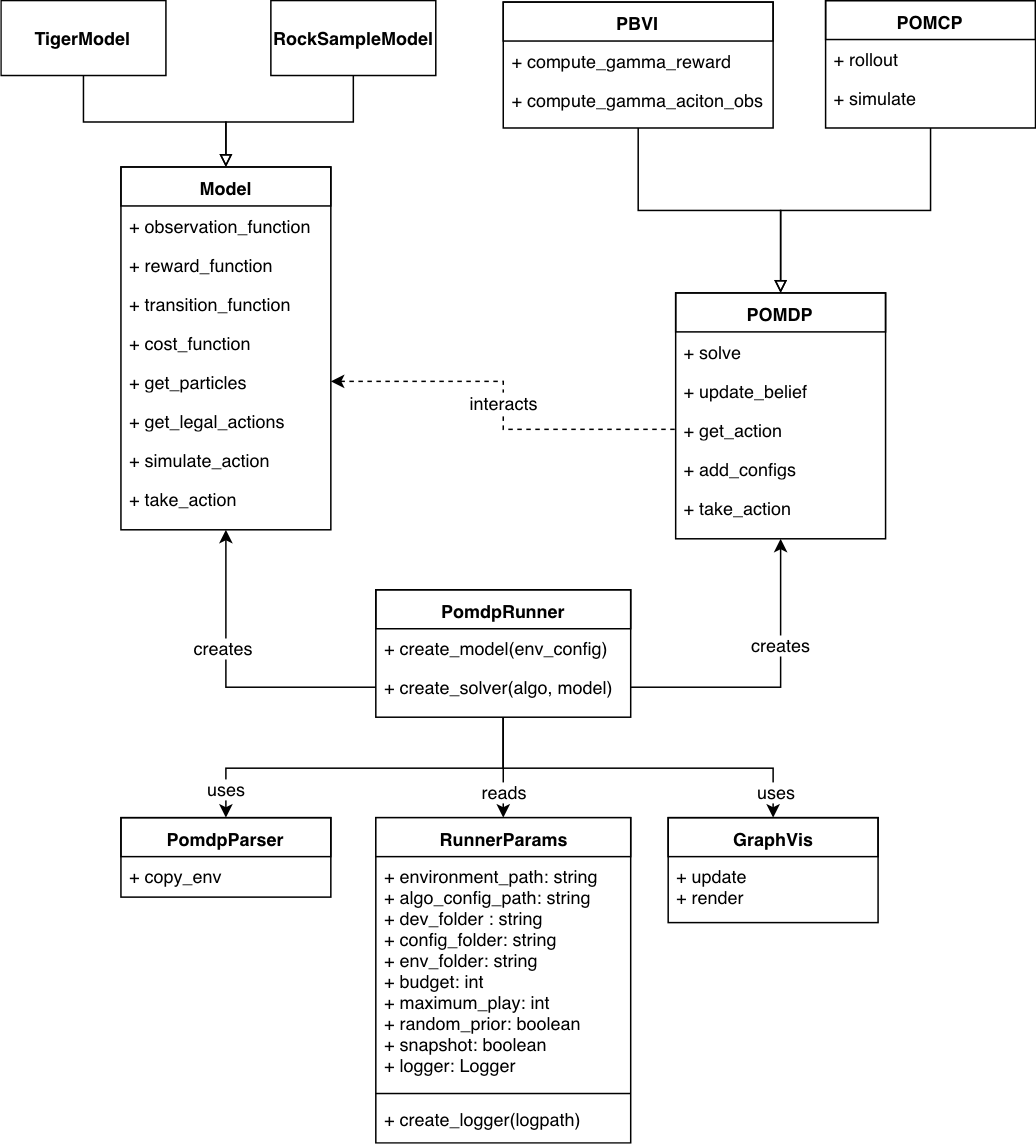 TigerModel
RockSampleModel
PBVI
+ compute_gamma_reward
+ compute_gamma_aciton_obs
POMCP
+ rollout
+ simulate
Model
+ observation_function
+ reward_function
+ transition_function
+ cost_function
+ get_particles
+ get_legal_actions
+ simulate_action
+ take_action
interacts
POMDP
+ solve
+ update_belief
+ get_action
+ add_configs
+ take_action
creates
PomdpRunner
+ create_model(env_config)
+ create_solver(algo, model)
creates
uses
reads
uses
PomdpParser
+ copy_env
RunnerParams
+ environment_path: string
+ algo_config_path: string
+ dev_folder : string
+ config_folder: string
+ env_folder: string
+ budget: int
+ maximum_play: int
+ random_prior: boolean
+ snapshot: boolean
+ logger: Logger
+ create_logger(logpath)
GraphVis
+ update
+ render